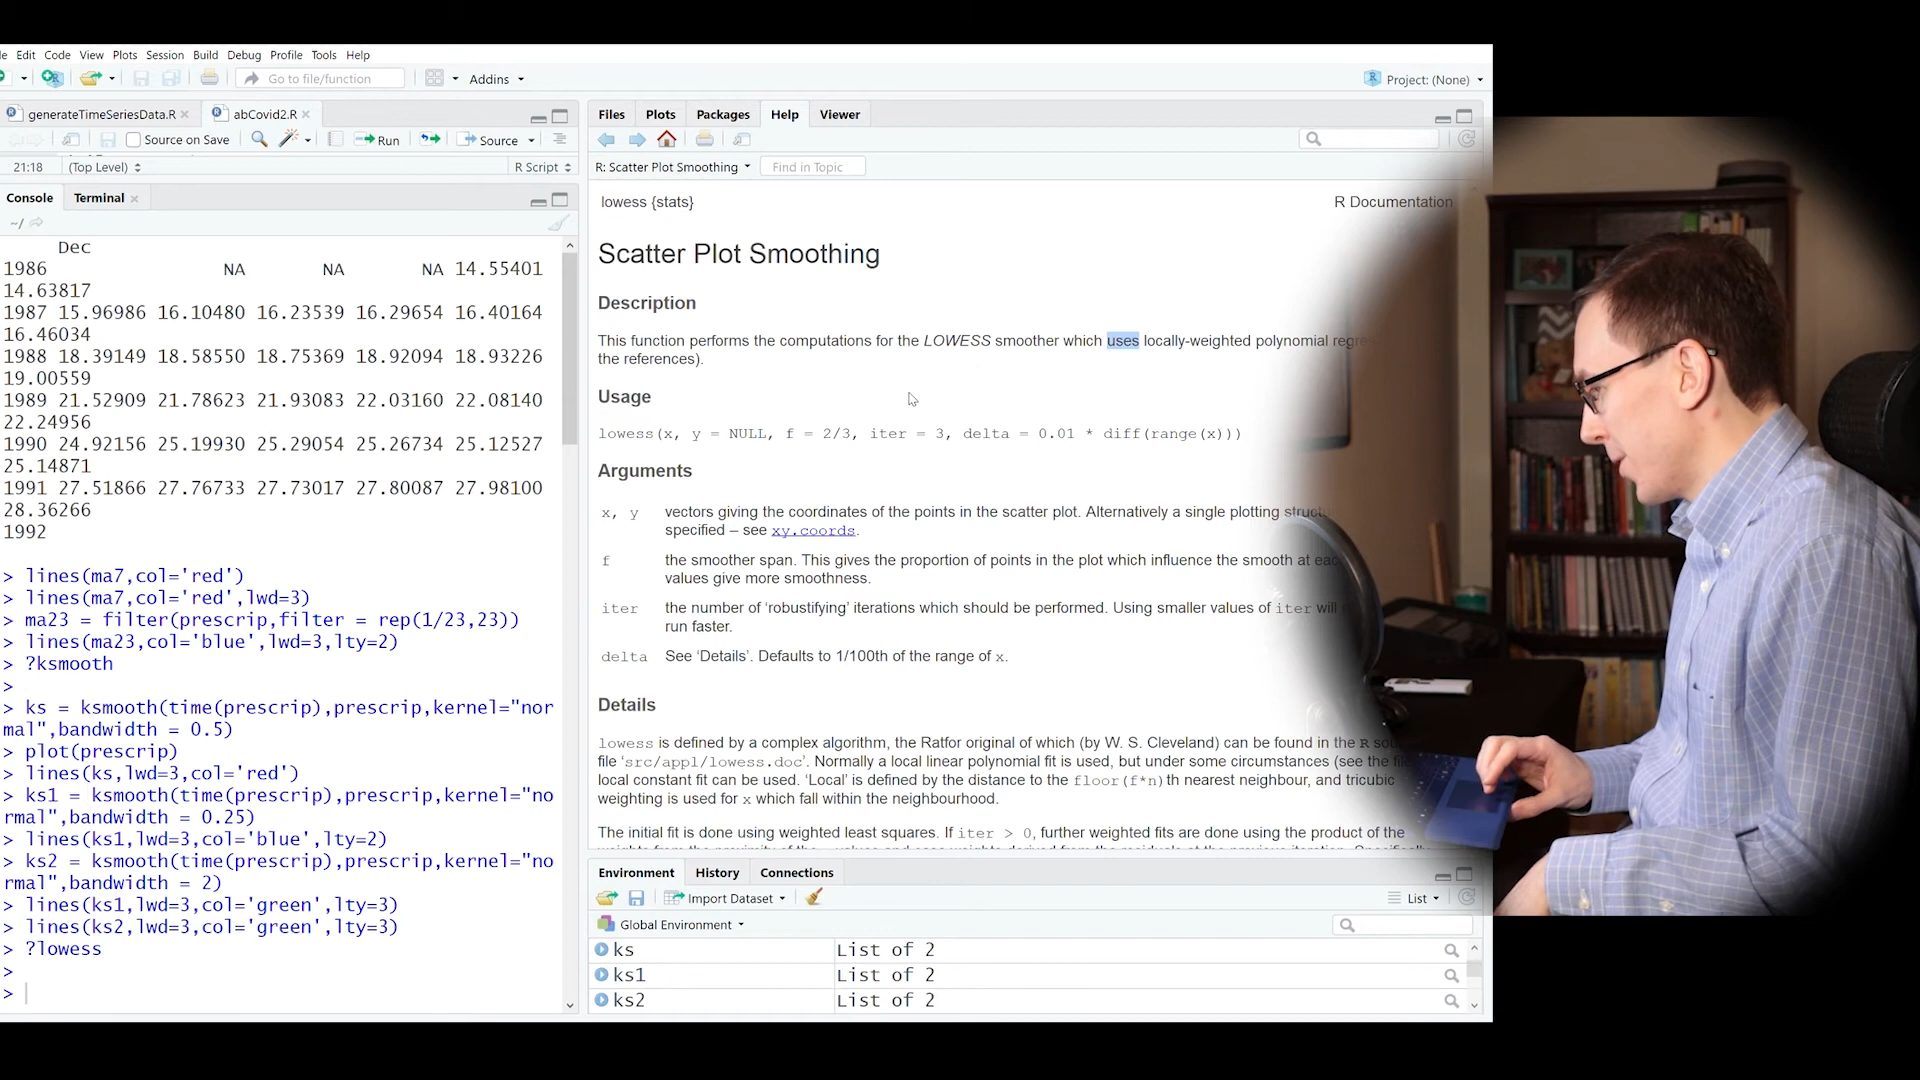 le Edit Code View Plots Session Build Debug Profile Tools Help
Go to file/function Addins Project: (None)
generateTimeSeriesData.R abCovid2.R
Source on Save Run Source
21:18 (Top Level) R Script
Console Terminal
~/
Dec
1986 NA NA NA 14.55401
14.63817
1987 15.96986 16.10480 16.23539 16.29654 16.40164
16.46034
1988 18.39149 18.58550 18.75369 18.92094 18.93226
19.00559
1989 21.52909 21.78623 21.93083 22.03160 22.08140
22.24956
1990 24.92156 25.19930 25.29054 25.26734 25.12527
25.14871
1991 27.51866 27.76733 27.73017 27.80087 27.98100
28.36266
1992
> lines(ma7,col='red')
> lines(ma7,col='red',lwd=3)
> ma23 = filter(prescrip,filter = rep(1/23,23))
> lines(ma23,col='blue',lwd=3,lty=2)
> ?ksmooth
>
> ks = ksmooth(time(prescrip),prescrip,kernel="nor
mal",bandwidth = 0.5)
> plot(prescrip)
> lines(ks,lwd=3,col='red')
> ks1 = ksmooth(time(prescrip),prescrip,kernel="no
rmal",bandwidth = 0.25)
> lines(ks1,lwd=3,col='blue',lty=2)
> ks2 = ksmooth(time(prescrip),prescrip,kernel="no
rmal",bandwidth = 2)
> lines(ks1,lwd=3,col='green',lty=3)
> lines(ks2,lwd=3,col='green',lty=3)
> ?lowess
>
>
Files Plots Packages Help Viewer
R: Scatter Plot Smoothing Find in Topic
lowess {stats} R Documentation
Scatter Plot Smoothing
Description
This function performs the computations for the LOWESS smoother which uses locally-weighted polynomial
the references).
Usage
lowess(x, y = NULL, f = 2/3, iter = 3, delta = 0.01 * diff(range(x)))
Arguments
x, y vectors giving the coordinates of the points in the scatter plot. Alternatively a single plotting
specified – see xy.coords.
f the smoother span. This gives the proportion of points in the plot which influence the smooth at
values give more smoothness.
iter the number of ‘robustifying’ iterations which should be performed. Using smaller values of iter will
run faster.
delta See ‘Details’. Defaults to 1/100th of the range of x.
Details
lowess is defined by a complex algorithm, the Ratfor original of which (by W. S. Cleveland) can be found in the R
file ‘src/appl/lowess.doc’. Normally a local linear polynomial fit is used, but under some circumstances (see the
local constant fit can be used. ‘Local’ is defined by the distance to the floor(f*n)th nearest neighbour, and tricubic
weighting is used for x which fall within the neighbourhood.
The initial fit is done using weighted least squares. If iter > 0, further weighted fits are done using the product of the
Environment History Connections
Import Dataset List
Global Environment
ks List of 2
ks1 List of 2
ks2 List of 2